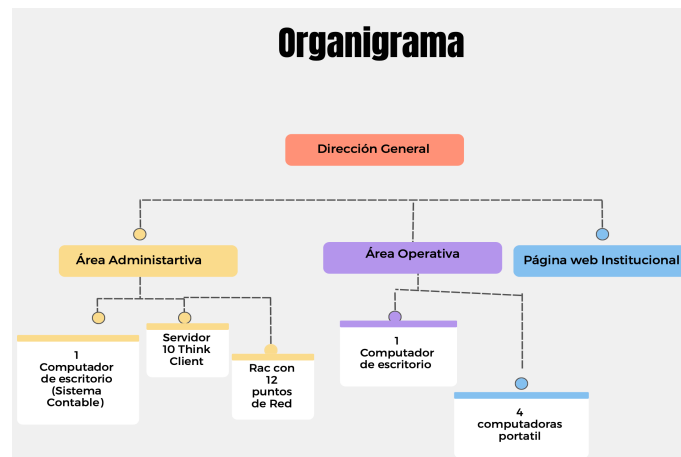 Organigrama
Dirección General
Área Administartiva
Área Operativa
Página web Institucional
1
Computador
de escritorio
(Sistema
Contable)
Servidor
10 Think
Client
Rac con
12
puntos
de Red
1
Computador
de escritorio
4
computadoras
portatil